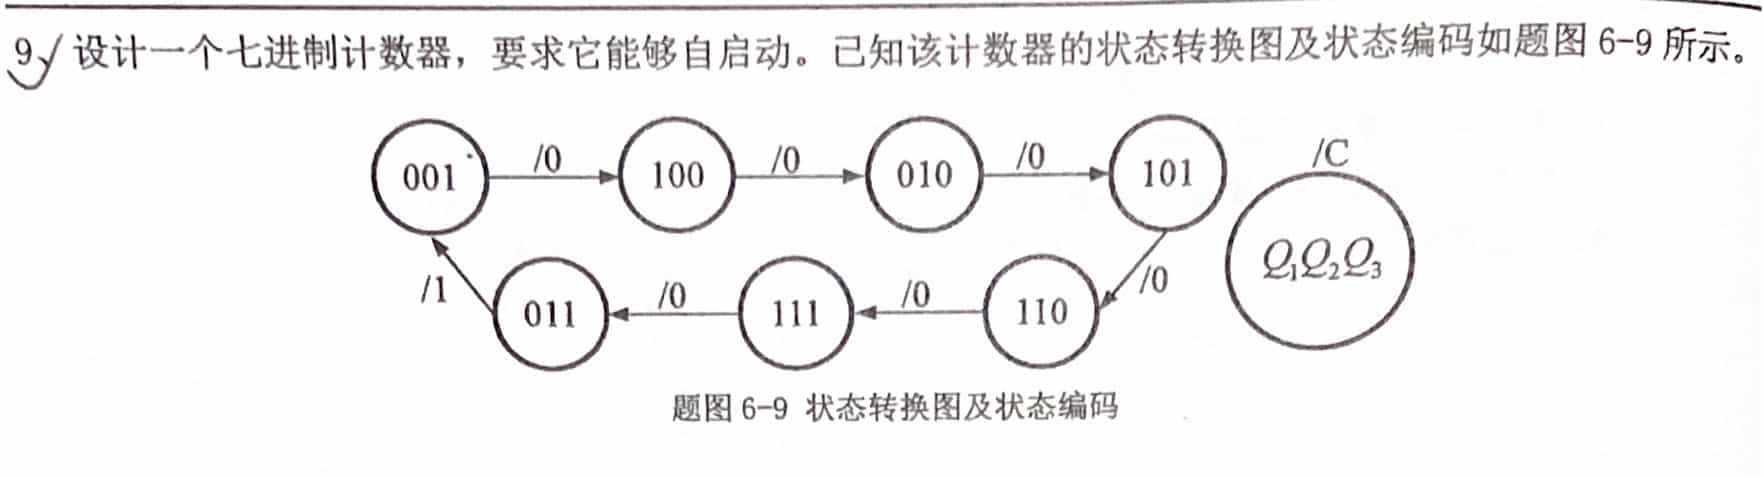 9、设计一个七进制计数器，要求它能够自启动。已知该计数器的状态转换图及状态编码如题图 6-9 所示。
001 /0 100 /0 010 /0 101 /C
/1 011 /0 111 /0 110 /0 Q₁Q₂Q₃
题图 6-9 状态转换图及状态编码